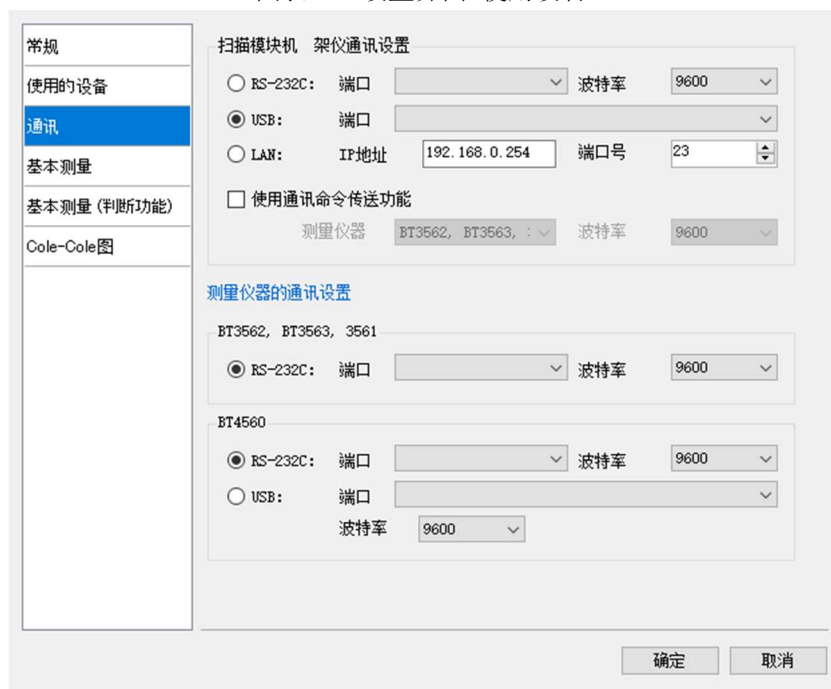 常规
使用的设备
通讯
基本测量
基本测量(判断功能)
Cole-Cole图
扫描模块机 架仪通讯设置
RS-232C: 端口 波特率 9600
USB: 端口
LAN: IP地址 192.168.0.254 端口号 23
使用通讯命令传送功能
测量仪器 BT3562, BT3563, : 波特率 9600
测量仪器的通讯设置
BT3562, BT3563, 3561
RS-232C: 端口 波特率 9600
BT4560
RS-232C: 端口 波特率 9600
USB: 端口
波特率 9600
确定 取消